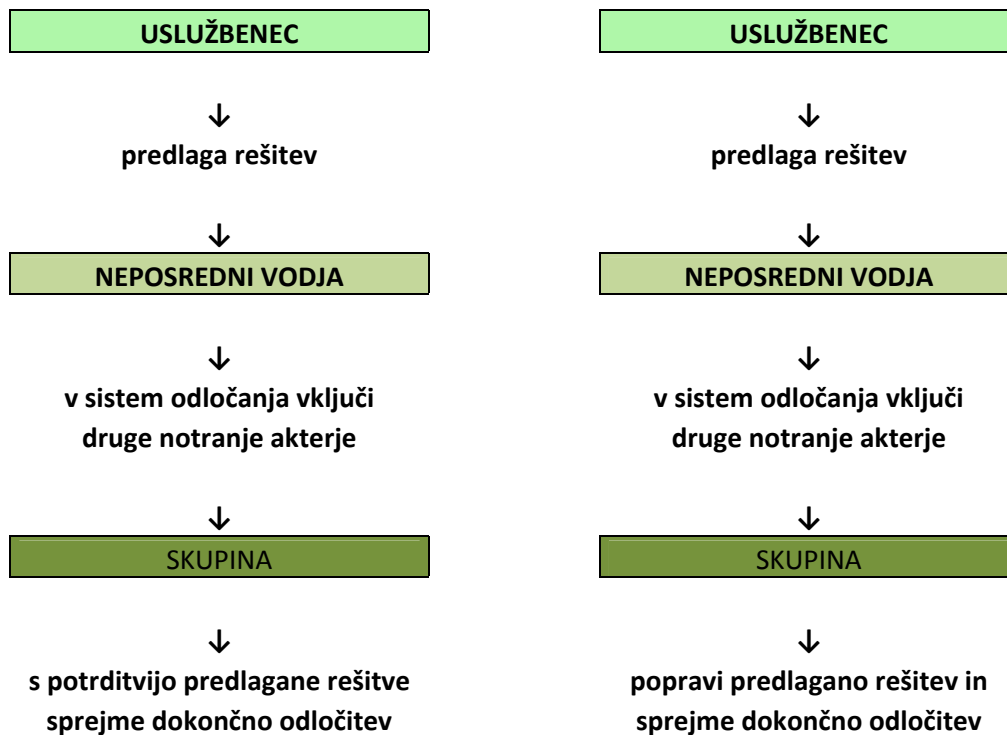 USLUŽBENEC
↓
predlaga rešitev
↓
NEPOSREDNI VODJA
↓
v sistem odločanja vključi
druge notranje akterje
↓
SKUPINA
↓
s potrditvijo predlagane rešitve
sprejme dokončno odločitev
USLUŽBENEC
↓
predlaga rešitev
↓
NEPOSREDNI VODJA
↓
v sistem odločanja vključi
druge notranje akterje
↓
SKUPINA
↓
popravi predlagano rešitev in
sprejme dokončno odločitev